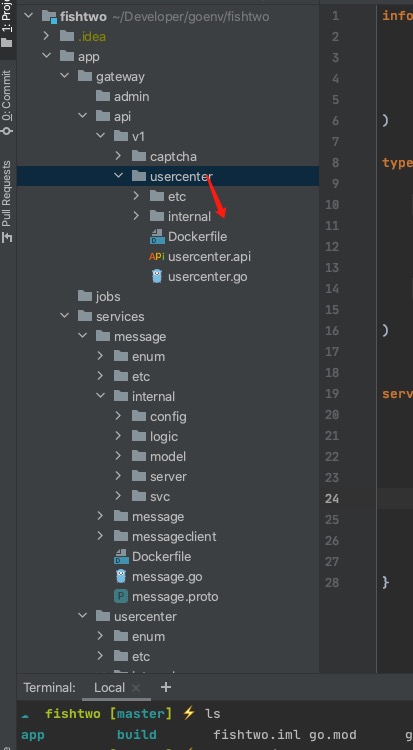 1: Proje
0: Commit
Pull Requests
fishtwo ~/Developer/goenv/fishtwo
.idea
app
gateway
admin
api
v1
captcha
usercenter
etc
internal
Dockerfile
API usercenter.api
usercenter.go
jobs
services
message
enum
etc
internal
config
logic
model
server
svc
message
messageclient
Dockerfile
message.go
P message.proto
usercenter
enum
etc
1 info
2
3
4
5
6 )
7
8 type
9
10
11
12
13
14
15
16 )
17
18
19 serv
20
21
22
23
24
25
26
27
28 }
Terminal: Local × +
fishtwo [master] ⚡ ls
app build fishtwo.iml go.mod g